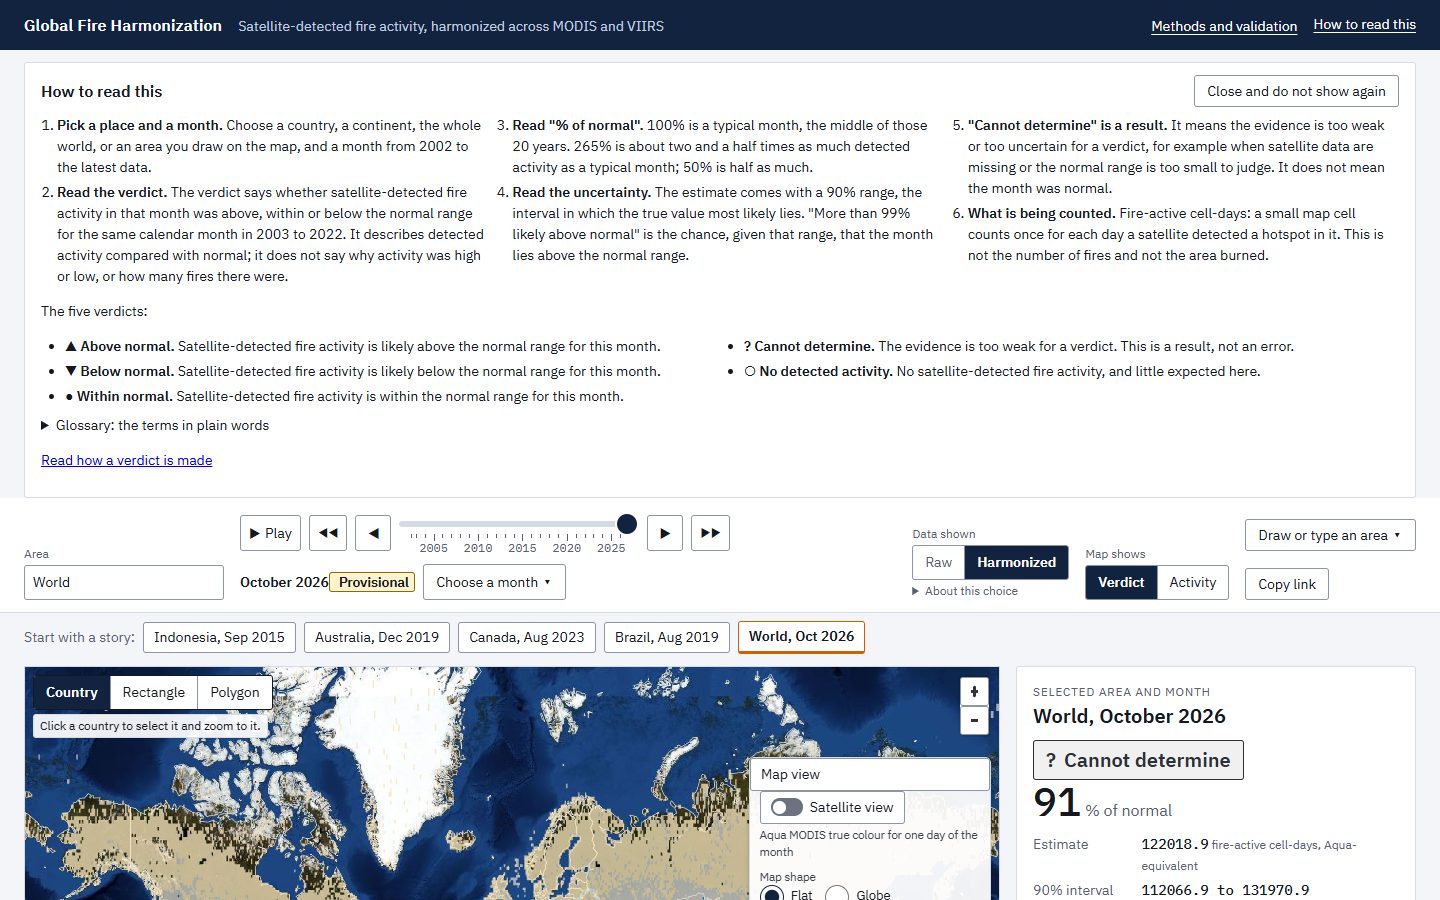 Global Fire Harmonization Satellite-detected fire activity, harmonized across MODIS and VIIRS
Methods and validation How to read this
How to read this
Close and do not show again
1. Pick a place and a month. Choose a country, a continent, the whole
world, or an area you draw on the map, and a month from 2002 to
the latest data.
2. Read the verdict. The verdict says whether satellite-detected fire
activity in that month was above, within or below the normal range
for the same calendar month in 2003 to 2022. It describes detected
activity compared with normal; it does not say why activity was high
or low, or how many fires there were.
3. Read "% of normal". 100% is a typical month, the middle of those
20 years. 265% is about two and a half times as much detected
activity as a typical month; 50% is half as much.
4. Read the uncertainty. The estimate comes with a 90% range, the
interval in which the true value most likely lies. "More than 99%
likely above normal" is the chance, given that range, that the month
lies above the normal range.
5. "Cannot determine" is a result. It means the evidence is too weak
or too uncertain for a verdict, for example when satellite data are
missing or the normal range is too small to judge. It does not mean
the month was normal.
6. What is being counted. Fire-active cell-days: a small map cell
counts once for each day a satellite detected a hotspot in it. This is
not the number of fires and not the area burned.
The five verdicts:
• ▲ Above normal. Satellite-detected fire activity is likely above the normal range for this month.
• ▼ Below normal. Satellite-detected fire activity is likely below the normal range for this month.
• ● Within normal. Satellite-detected fire activity is within the normal range for this month.
• ? Cannot determine. The evidence is too weak for a verdict. This is a result, not an error.
• ○ No detected activity. No satellite-detected fire activity, and little expected here.
▶ Glossary: the terms in plain words
Read how a verdict is made
Area
World
▶ Play ◀◀ ◀
2005 2010 2015 2020 2025
▶ ▶▶
October 2026 Provisional Choose a month ▾
Data shown
Raw Harmonized
▶ About this choice
Map shows
Verdict Activity
Draw or type an area ▾
Copy link
Start with a story: Indonesia, Sep 2015 Australia, Dec 2019 Canada, Aug 2023 Brazil, Aug 2019 World, Oct 2026
Country Rectangle Polygon
Click a country to select it and zoom to it.
+
-
Map view
Satellite view
Aqua MODIS true colour for one day of the
month
Map shape
Flat Globe
SELECTED AREA AND MONTH
World, October 2026
? Cannot determine
91 % of normal
Estimate 122018.9 fire-active cell-days, Aqua-
equivalent
90% interval 112066.9 to 131970.9